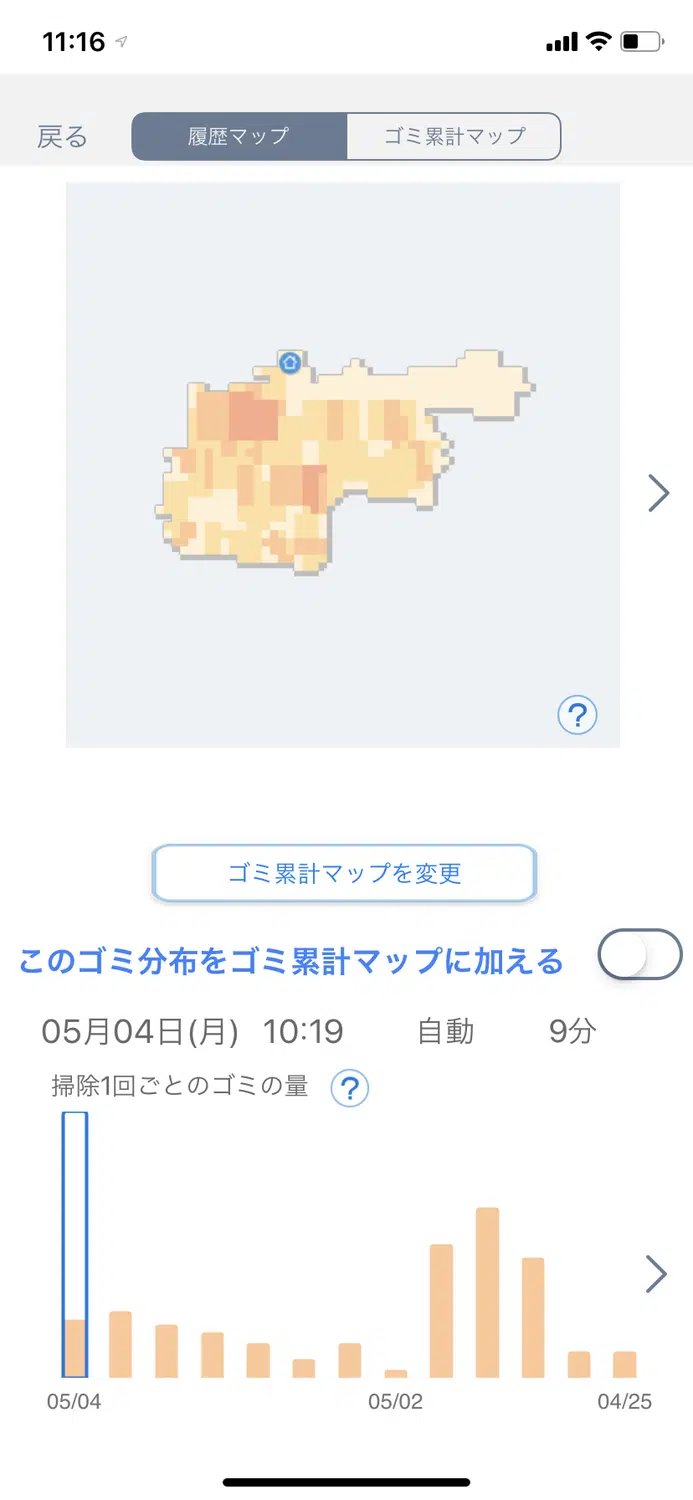 11:16
戻る 履歴マップ ゴミ累計マップ
?
ゴミ累計マップを変更
このゴミ分布をゴミ累計マップに加える
05月04日(月) 10:19 自動 9分
掃除1回ごとのゴミの量 ?
05/04 05/02 04/25